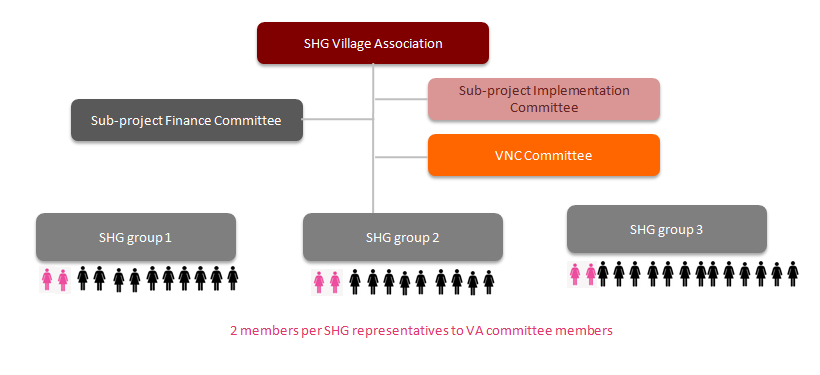 SHG Village Association
Sub-project Implementation
Committee
Sub-project Finance Committee
VNC Committee
SHG group 1
SHG group 2
SHG group 3
2 members per SHG representatives to VA committee members